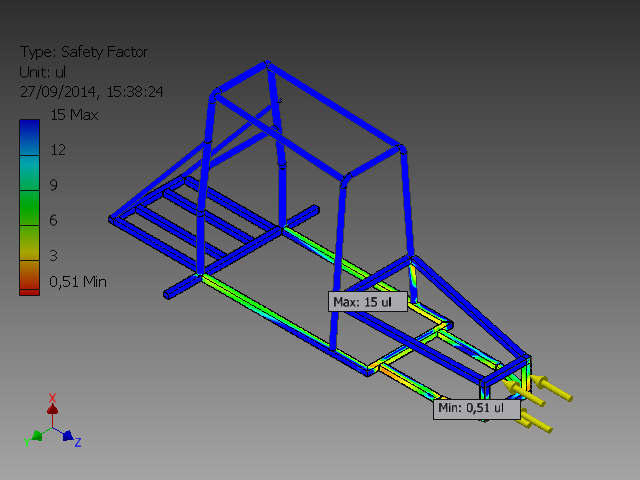 Type: Safety Factor
Unit: ul
27/09/2014, 15:38:24
15 Max
12
9
6
3
0,51 Min
Max: 15 ul
Min: 0,51 ul
X
Y
Z